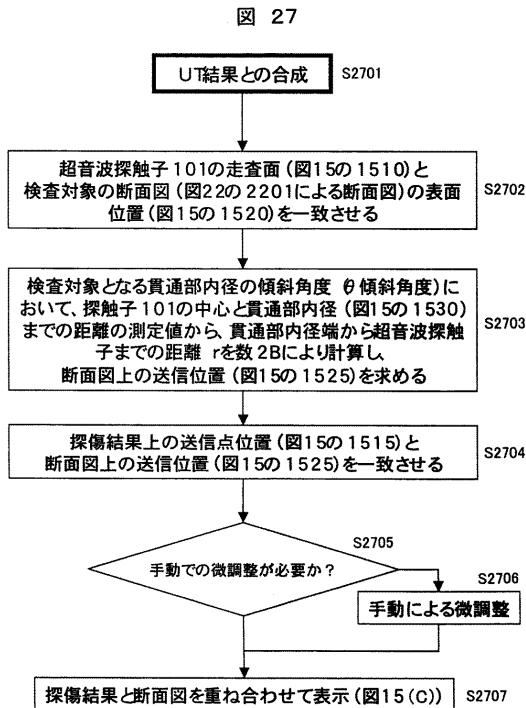 図 27
UT結果との合成
S2701
超音波探触子101の走査面(図15の1510)と
検査対象の断面図(図22の2201による断面図)の表面
位置(図15の1520)を一致させる
S2702
検査対象となる貫通部内径の傾斜角度(θ傾斜角度)に
おいて、探触子101の中心と貫通部内径(図15の1530)
までの距離の測定値から、貫通部内径端から超音波探触
子までの距離 rを数2Bにより計算し、
断面図上の送信位置(図15の1525)を求める
S2703
探傷結果上の送信点位置(図15の1515)と
断面図上の送信位置(図15の1525)を一致させる
S2704
S2705
手動での微調整が必要か?
S2706
手動による微調整
探傷結果と断面図を重ね合わせて表示(図15(C))
S2707